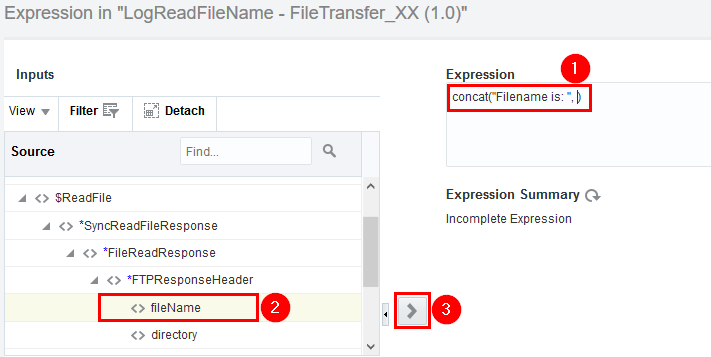 Expression in "LogReadFileName - FileTransfer_XX (1.0)"
Inputs
View
Filter
Detach
Source
Find...
$ReadFile
*SyncReadFileResponse
*FileReadResponse
*FTPResponseHeader
fileName
2
directory
3
1
Expression
concat("Filename is: ", )
Expression Summary
Incomplete Expression